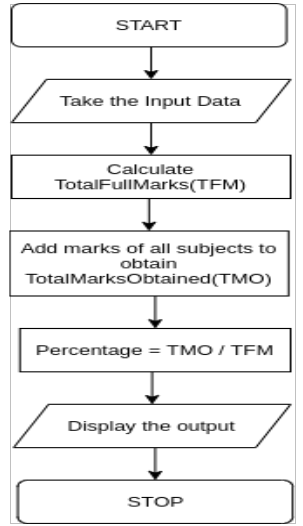 START
Take the Input Data
Calculate
TotalFullMarks(TFM)
Add marks of all subjects to
obtain
TotalMarksObtained(TMO)
Percentage = TMO / TFM
Display the output
STOP